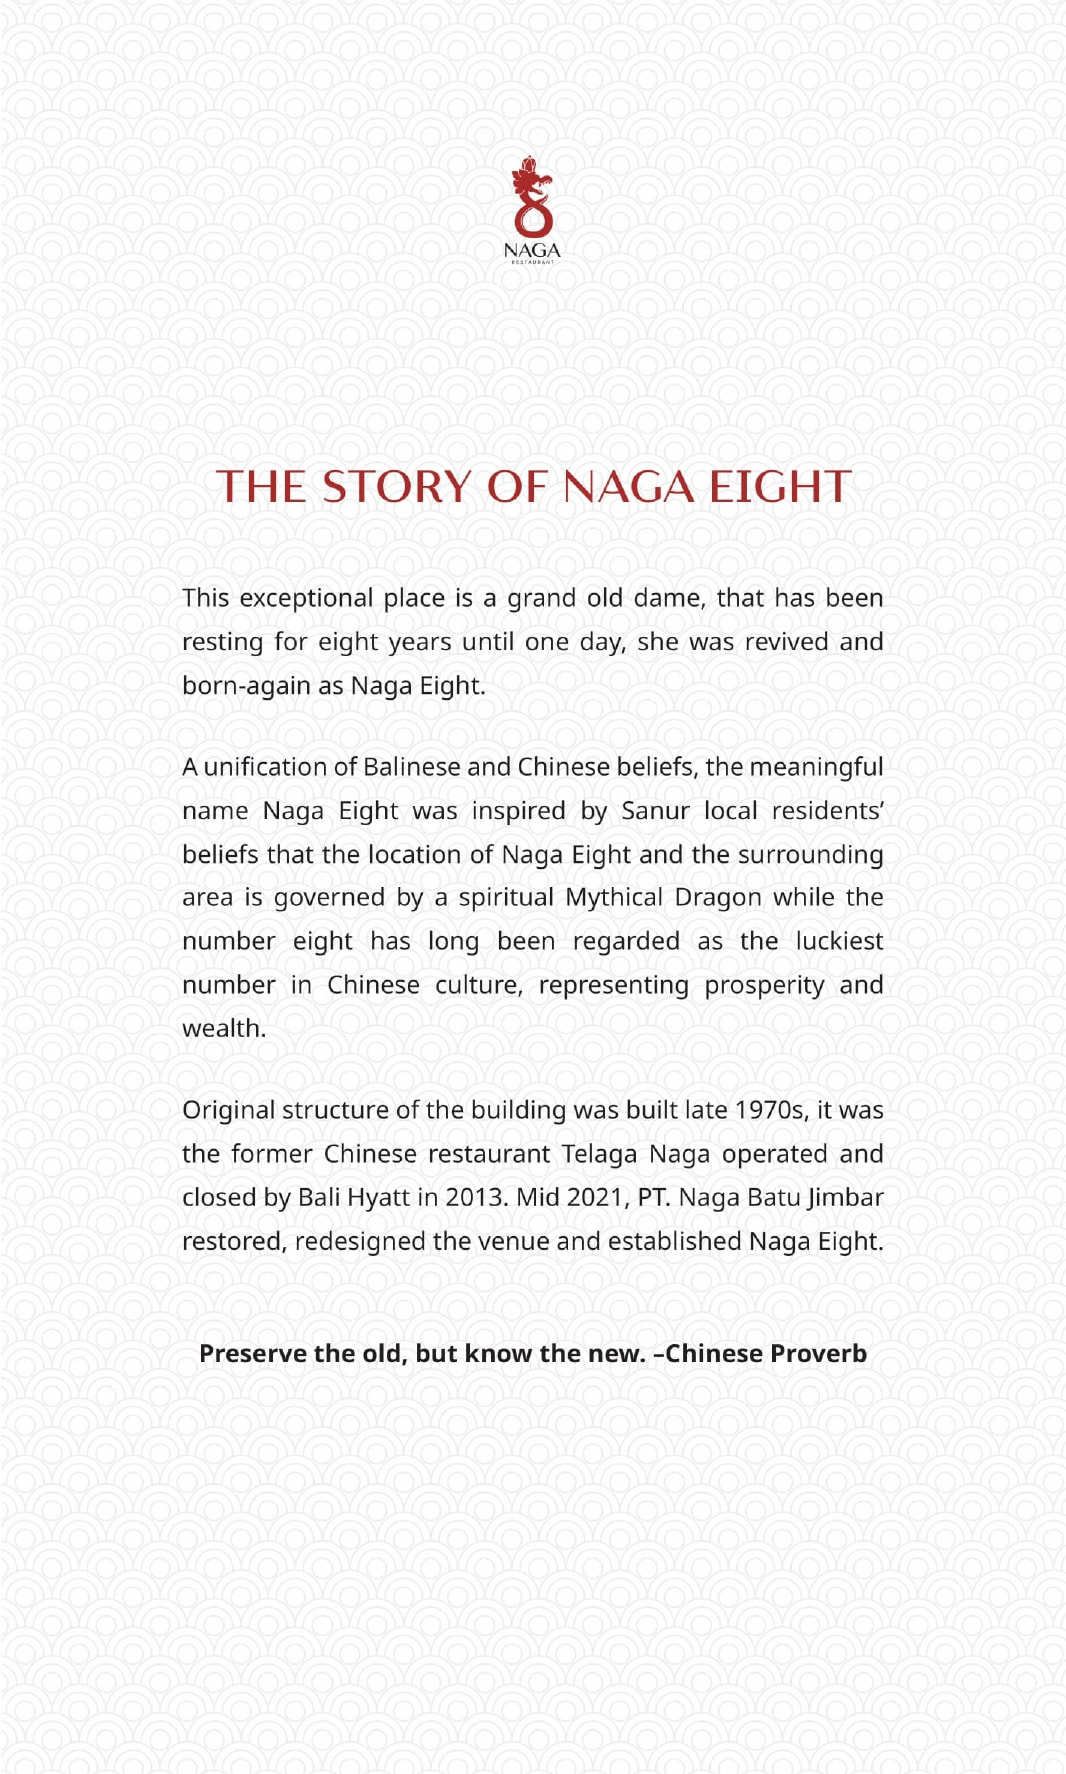 NAGA
RESTAURANT
THE STORY OF NAGA EIGHT
This exceptional place is a grand old dame, that has been
resting for eight years until one day, she was revived and
born-again as Naga Eight.
A unification of Balinese and Chinese beliefs, the meaningful
name Naga Eight was inspired by Sanur local residents’
beliefs that the location of Naga Eight and the surrounding
area is governed by a spiritual Mythical Dragon while the
number eight has long been regarded as the luckiest
number in Chinese culture, representing prosperity and
wealth.
Original structure of the building was built late 1970s, it was
the former Chinese restaurant Telaga Naga operated and
closed by Bali Hyatt in 2013. Mid 2021, PT. Naga Batu Jimbar
restored, redesigned the venue and established Naga Eight.
Preserve the old, but know the new. –Chinese Proverb